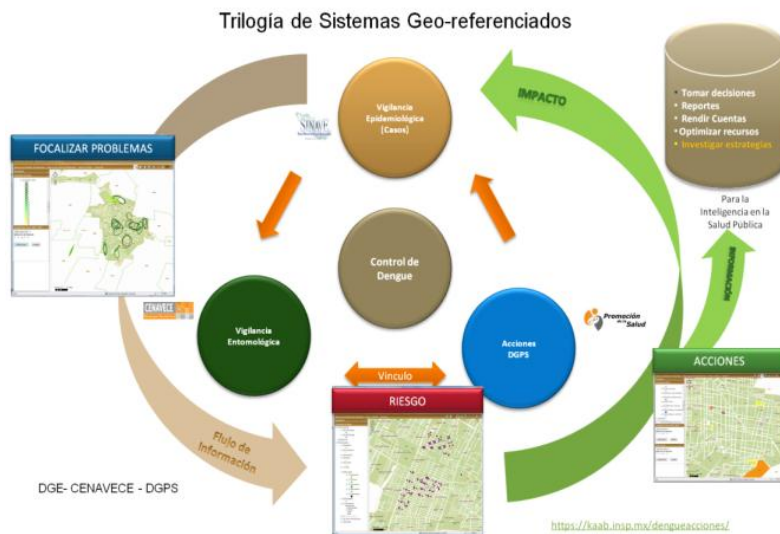 Trilogía de Sistemas Geo-referenciados
IMPACTO
• Tomar decisiones
• Reportes
• Rendir Cuentas
•Optimizar recursos
• Investigar estrategias
Para la
Inteligencia en la
Salud Pública
INFORMACIÓN
Vigilancia
Epidemiológica
(Casos)
SINAVE
FOCALIZAR PROBLEMAS
Control de
Dengue
CENAVECE
Vigilancia
Entomológica
Acciones
DGPS
Promoción
de la
Salud
Vínculo
RIESGO
ACCIONES
Flujo de
Información
DGE- CENAVECE - DGPS
https://kaab.insp.mx/dengueacciones/